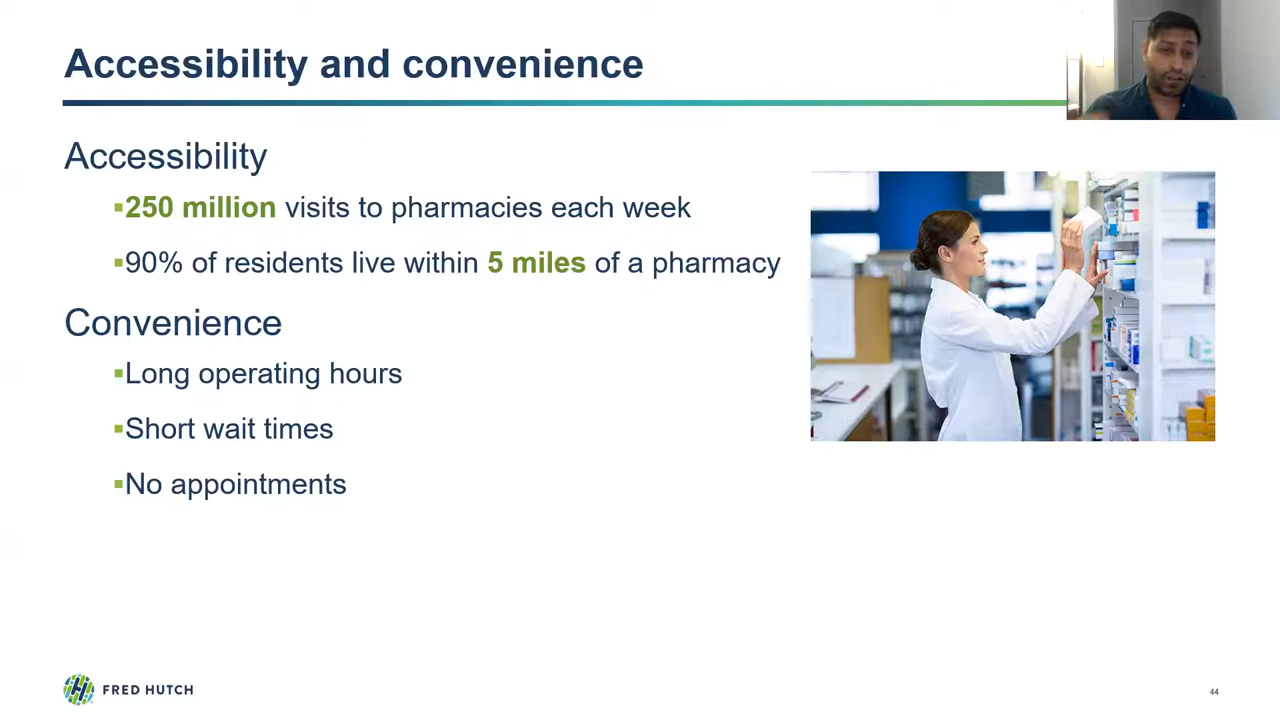 Accessibility and convenience
Accessibility
▪250 million visits to pharmacies each week
▪90% of residents live within 5 miles of a pharmacy
Convenience
▪Long operating hours
▪Short wait times
▪No appointments
FRED HUTCH
44